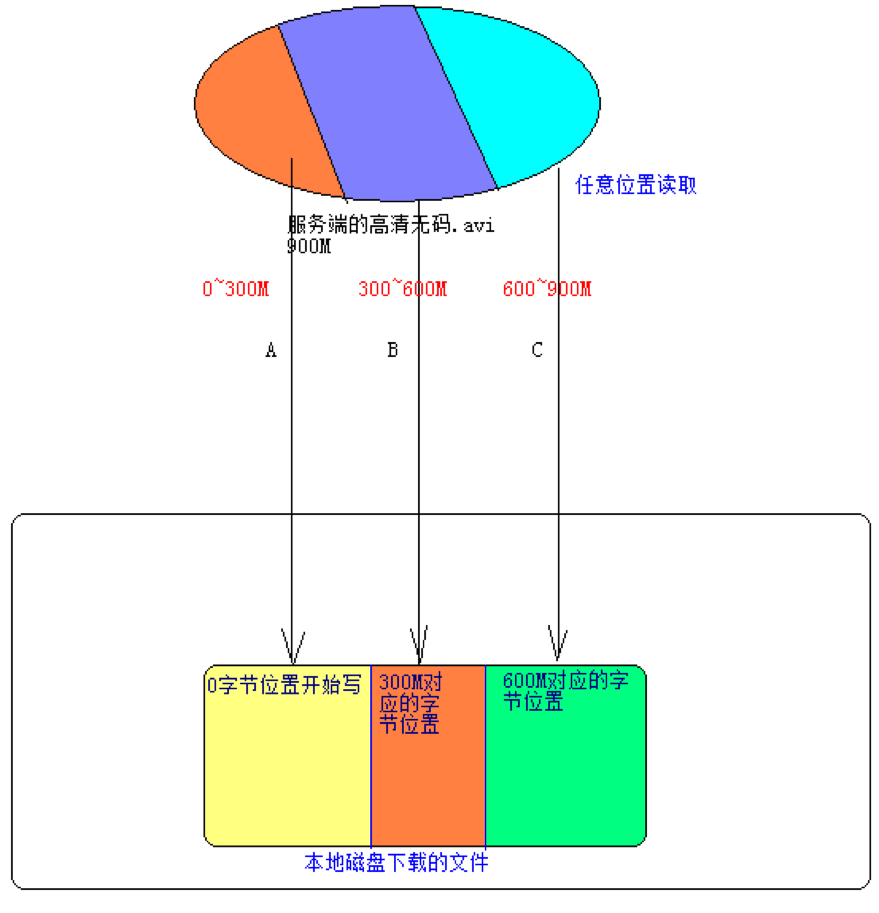 任意位置读取
服务端的高清无码.avi
900M
0~300M
300~600M
600~900M
A
B
C
0字节位置开始写
300M对
应的字
节位置
600M对应的字
节位置
本地磁盘下载的文件